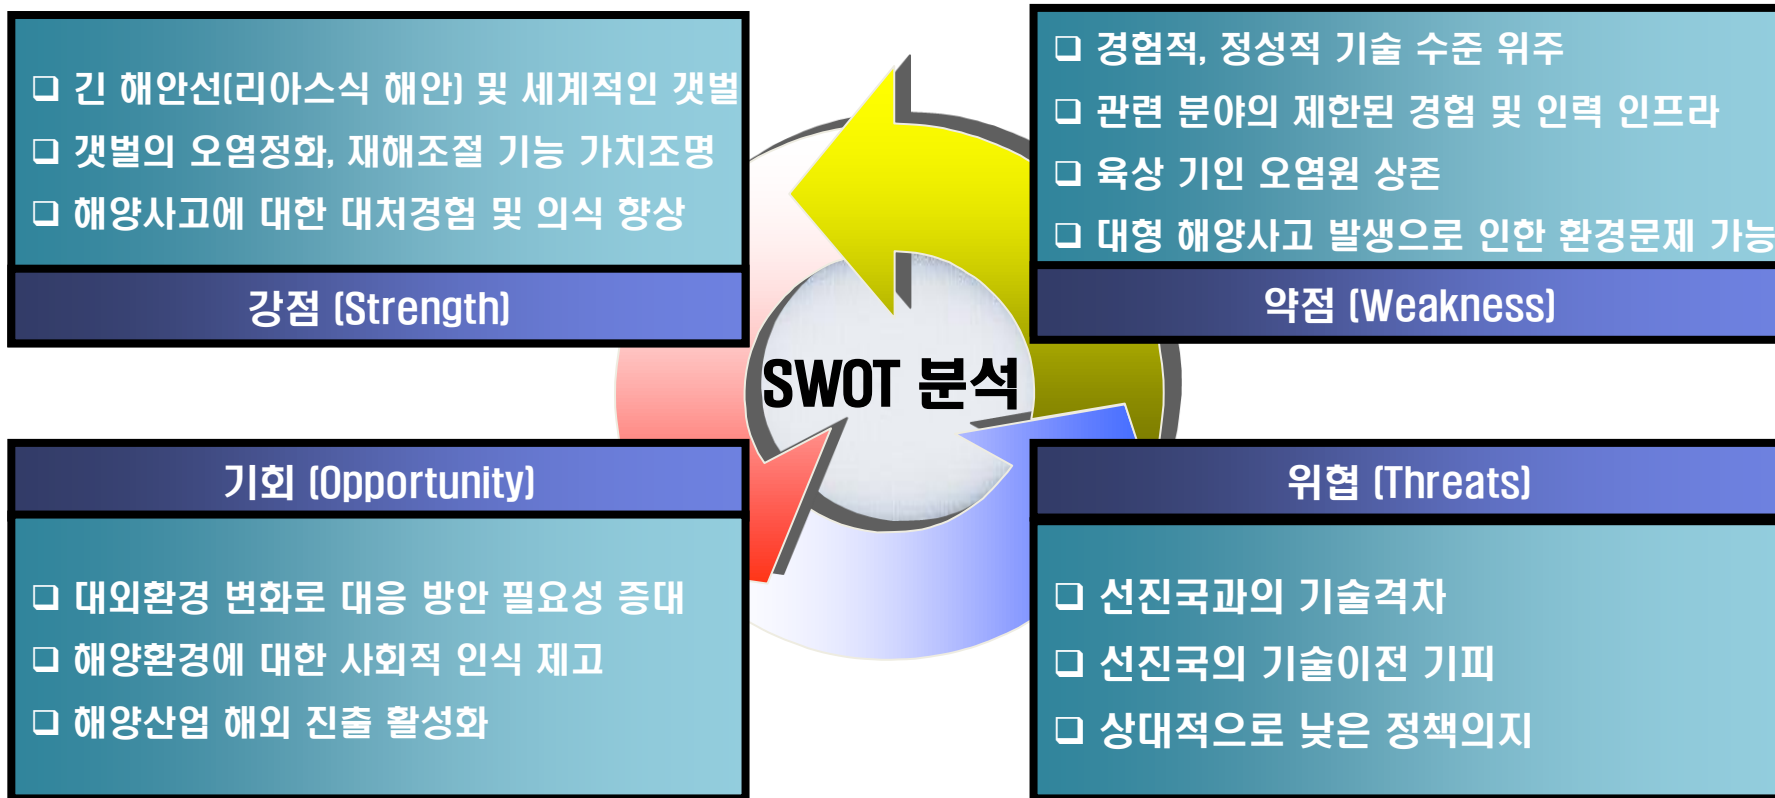 ❑ 긴 해안선(리아스식 해안) 및 세계적인 갯벌
❑ 갯벌의 오염정화, 재해조절 기능 가치조명
❑ 해양사고에 대한 대처경험 및 의식 향상
강점 (Strength)
❑ 경험적, 정성적 기술 수준 위주
❑ 관련 분야의 제한된 경험 및 인력 인프라
❑ 육상 기인 오염원 상존
❑ 대형 해양사고 발생으로 인한 환경문제 가능
약점 (Weakness)
SWOT 분석
기회 (Opportunity)
❑ 대외환경 변화로 대응 방안 필요성 증대
❑ 해양환경에 대한 사회적 인식 제고
❑ 해양산업 해외 진출 활성화
위협 (Threats)
❑ 선진국과의 기술격차
❑ 선진국의 기술이전 기피
❑ 상대적으로 낮은 정책의지